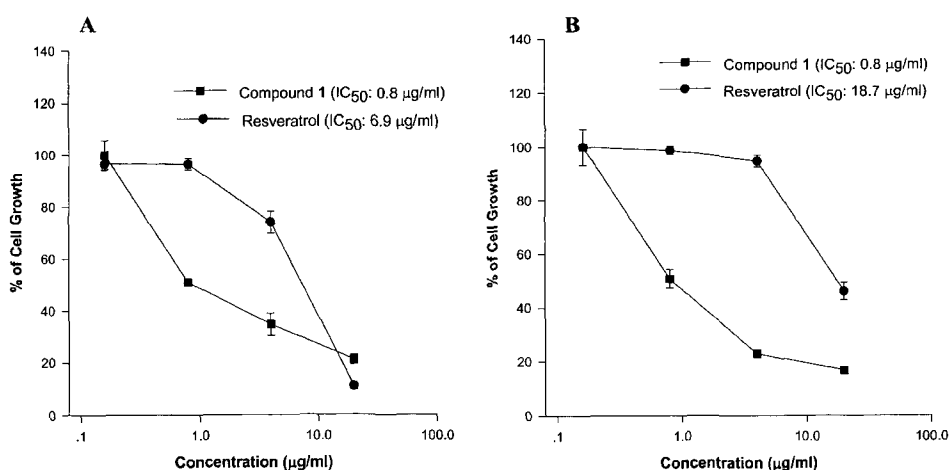 A
140
120
100
80
60
40
20
0
% of Cell Growth
Compound 1 (IC50: 0.8 µg/ml)
Resveratrol (IC50: 6.9 µg/ml)
.1
1.0
10.0
100.0
Concentration (µg/ml)
B
140
120
100
80
60
40
20
0
% of Cell Growth
Compound 1 (IC50: 0.8 µg/ml)
Resveratrol (IC50: 18.7 µg/ml)
.1
1.0
10.0
100.0
Concentration (µg/ml)